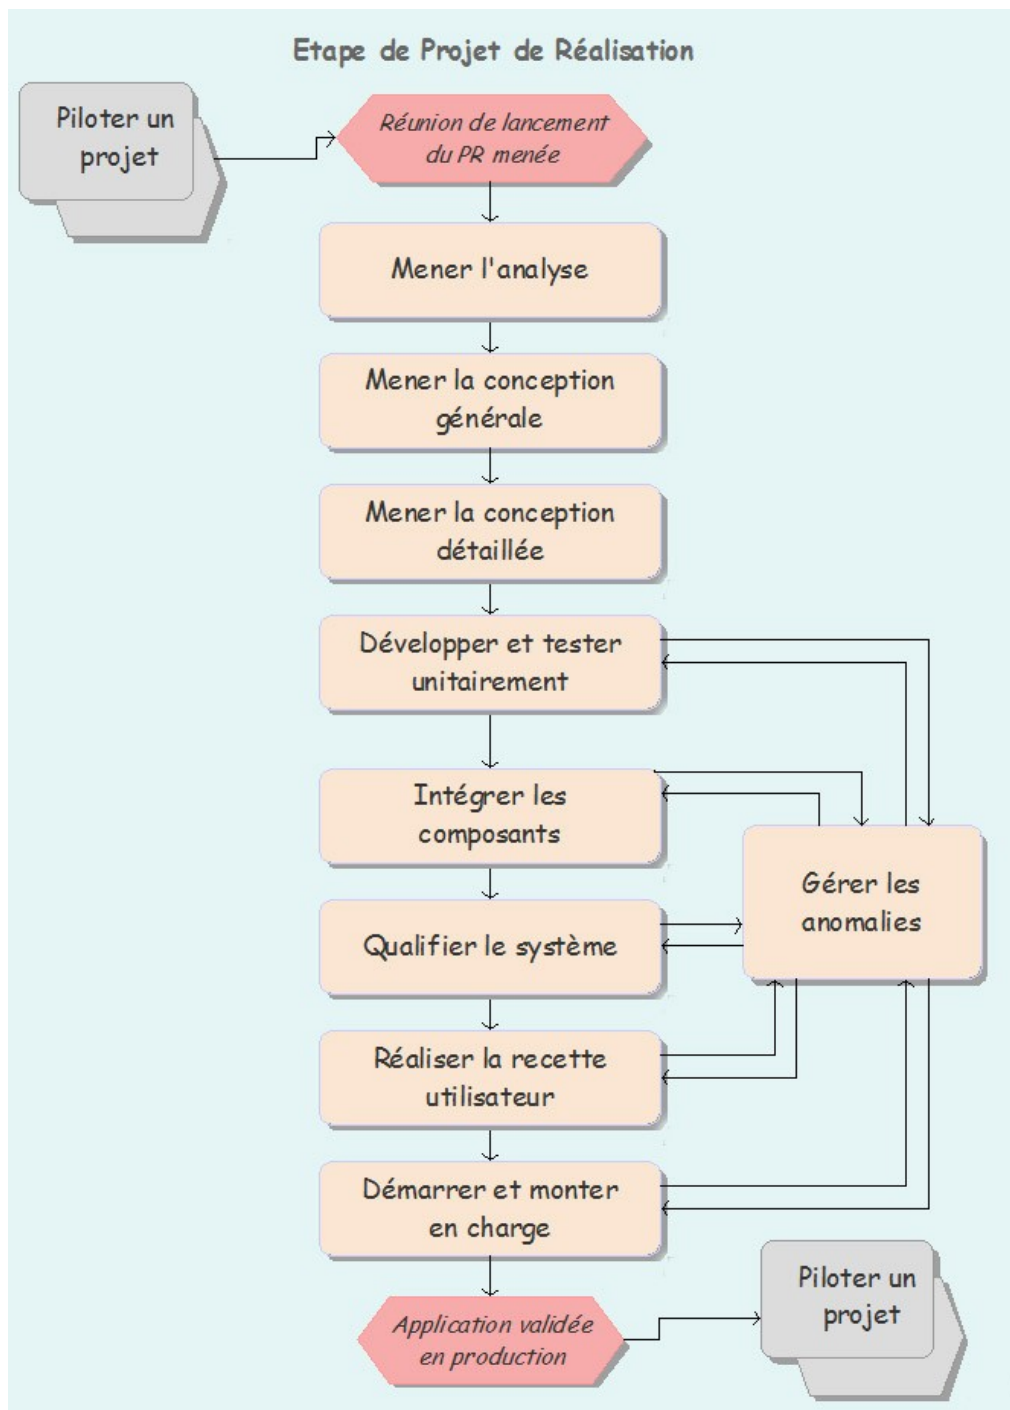 Etape de Projet de Réalisation
Piloter un
projet
Réunion de lancement
du PR menée
Mener l'analyse
Mener la conception
générale
Mener la conception
détaillée
Développer et tester
unitairement
Intégrer les
composants
Gérer les
anomalies
Qualifier le système
Réaliser la recette
utilisateur
Démarrer et monter
en charge
Piloter un
projet
Application validée
en production